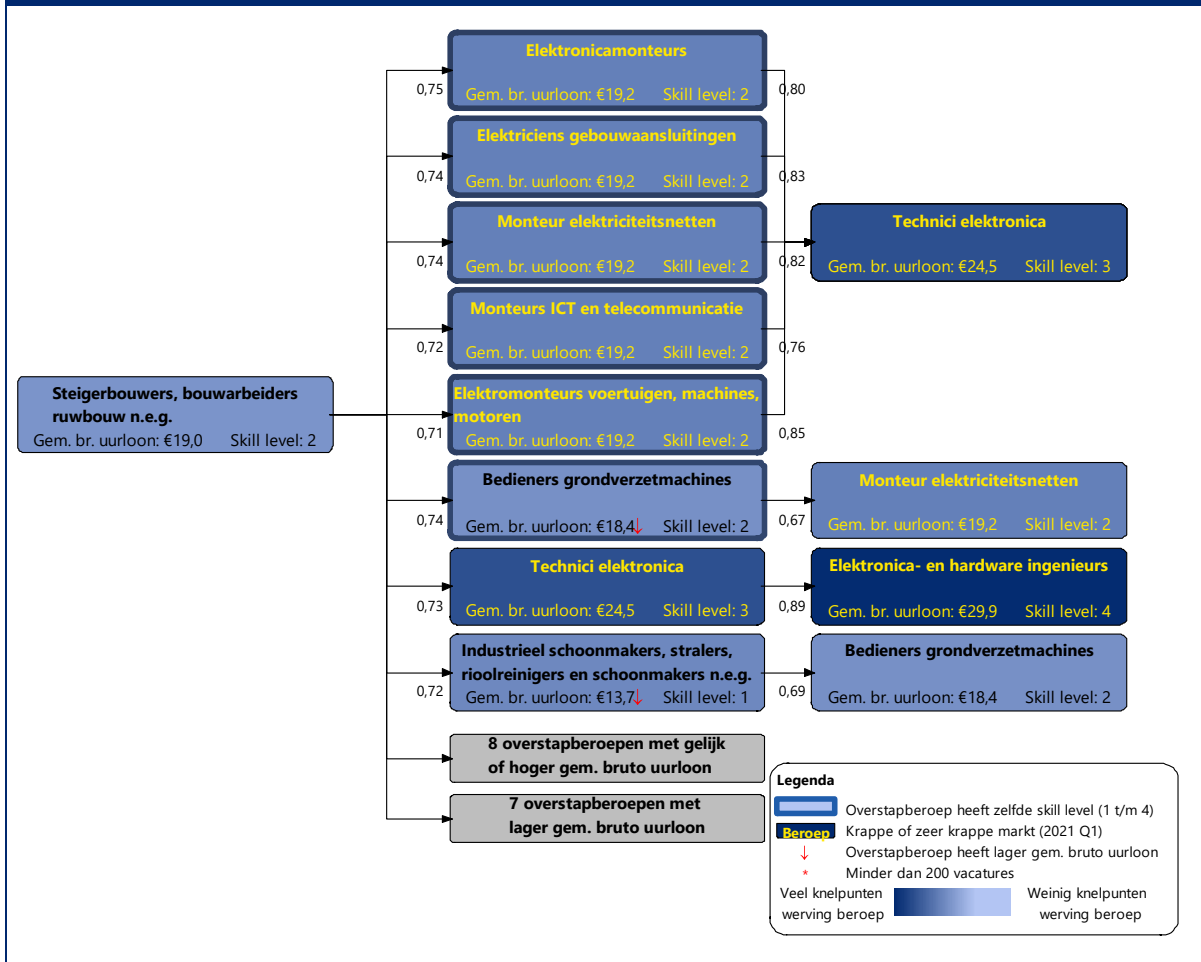 Elektronicamonteurs
0,75
Gem. br. uurloon: €19,2 Skill level: 2
0,80
Elektriciens gebouwaansluitingen
0,74
Gem. br. uurloon: €19,2 Skill level: 2
0,83
Monteur elektriciteitsnetten
0,74
Gem. br. uurloon: €19,2 Skill level: 2
0,82
Technici elektronica
Gem. br. uurloon: €24,5 Skill level: 3
Monteurs ICT en telecommunicatie
0,72
Gem. br. uurloon: €19,2 Skill level: 2
0,76
Steigerbouwers, bouwarbeiders
ruwbouw n.e.g.
Gem. br. uurloon: €19,0 Skill level: 2
Elektromonteurs voertuigen, machines,
motoren
0,71
Gem. br. uurloon: €19,2 Skill level: 2
0,85
Bedieners grondverzetmachines
0,74
Gem. br. uurloon: €18,4↓ Skill level: 2
0,67
Monteur elektriciteitsnetten
Gem. br. uurloon: €19,2 Skill level: 2
Technici elektronica
0,73
Gem. br. uurloon: €24,5 Skill level: 3
0,89
Elektronica- en hardware ingenieurs
Gem. br. uurloon: €29,9 Skill level: 4
Industrieel schoonmakers, stralers,
rioolreinigers en schoonmakers n.e.g.
0,72
Gem. br. uurloon: €13,7↓ Skill level: 1
0,69
Bedieners grondverzetmachines
Gem. br. uurloon: €18,4 Skill level: 2
8 overstapberoepen met gelijk
of hoger gem. bruto uurloon
7 overstapberoepen met
lager gem. bruto uurloon
Legenda
Overstapberoep heeft zelfde skill level (1 t/m 4)
Beroep Krappe of zeer krappe markt (2021 Q1)
↓ Overstapberoep heeft lager gem. bruto uurloon
* Minder dan 200 vacatures
Veel knelpunten
werving beroep
Weinig knelpunten
werving beroep